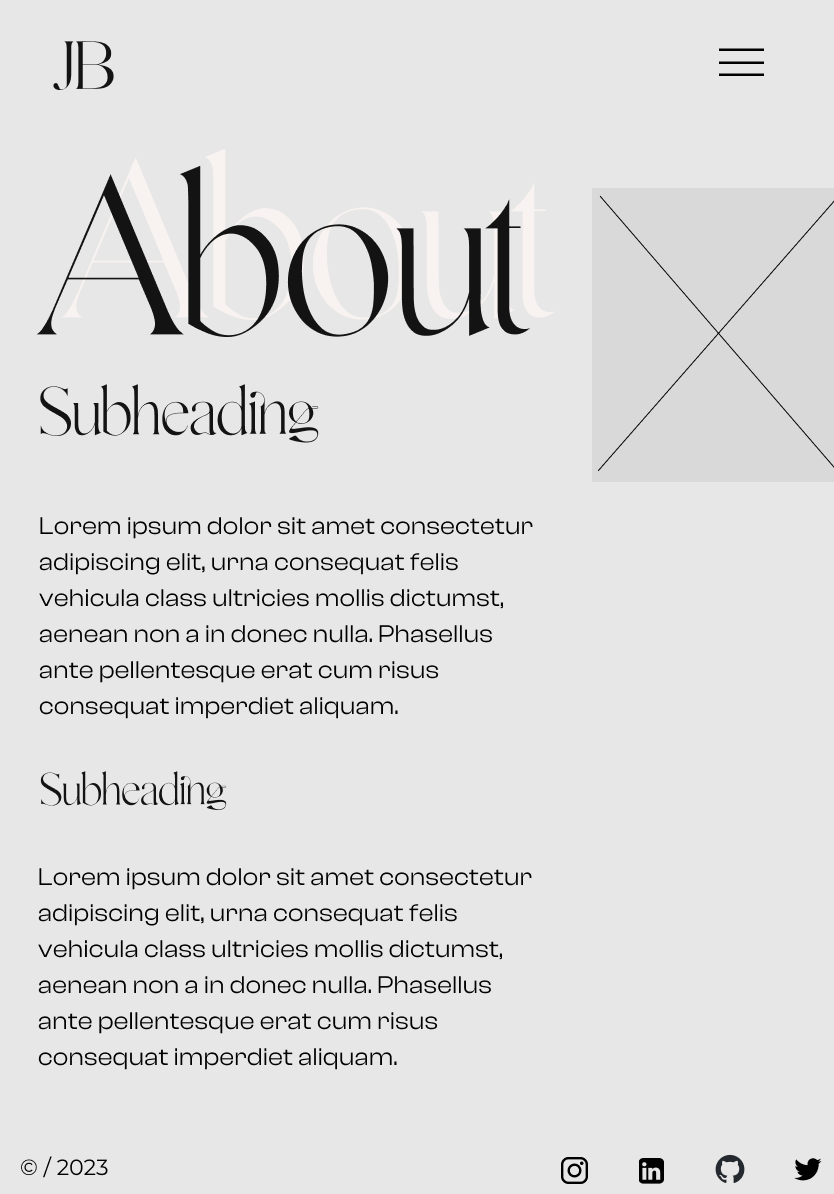 JB
About
Subheading
Lorem ipsum dolor sit amet consectetur
adipiscing elit, urna consequat felis
vehicula class ultricies mollis dictumst,
aenean non a in donec nulla. Phasellus
ante pellentesque erat cum risus
consequat imperdiet aliquam.
Subheading
Lorem ipsum dolor sit amet consectetur
adipiscing elit, urna consequat felis
vehicula class ultricies mollis dictumst,
aenean non a in donec nulla. Phasellus
ante pellentesque erat cum risus
consequat imperdiet aliquam.
© / 2023
in